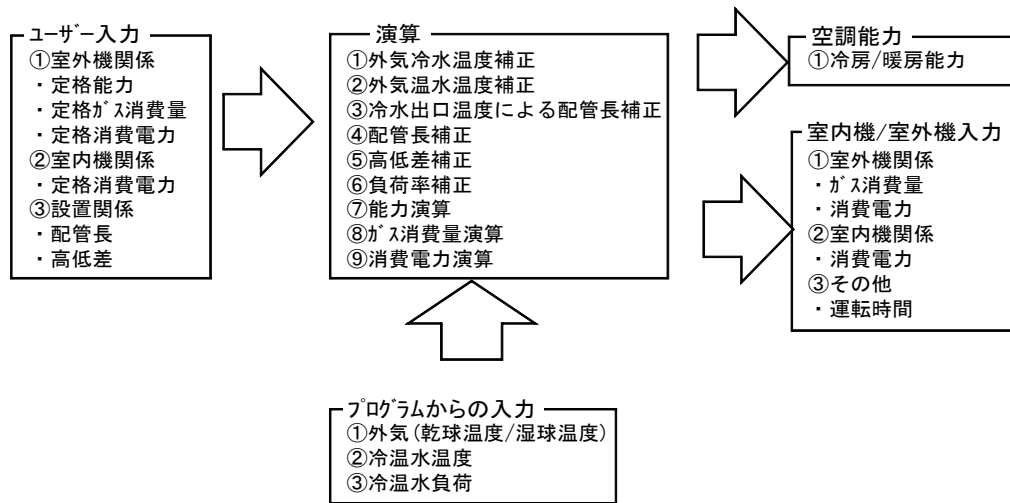 ユーザー入力
①室外機関係
・定格能力
・定格ガス消費量
・定格消費電力
②室内機関係
・定格消費電力
③設置関係
・配管長
・高低差
演算
①外気冷水温度補正
②外気温水温度補正
③冷水出口温度による配管長補正
④配管長補正
⑤高低差補正
⑥負荷率補正
⑦能力演算
⑧ガス消費量演算
⑨消費電力演算
空調能力
①冷房/暖房能力
室内機/室外機入力
①室外機関係
・ガス消費量
・消費電力
②室内機関係
・消費電力
③その他
・運転時間
プログラムからの入力
①外気(乾球温度/湿球温度)
②冷温水温度
③冷温水負荷